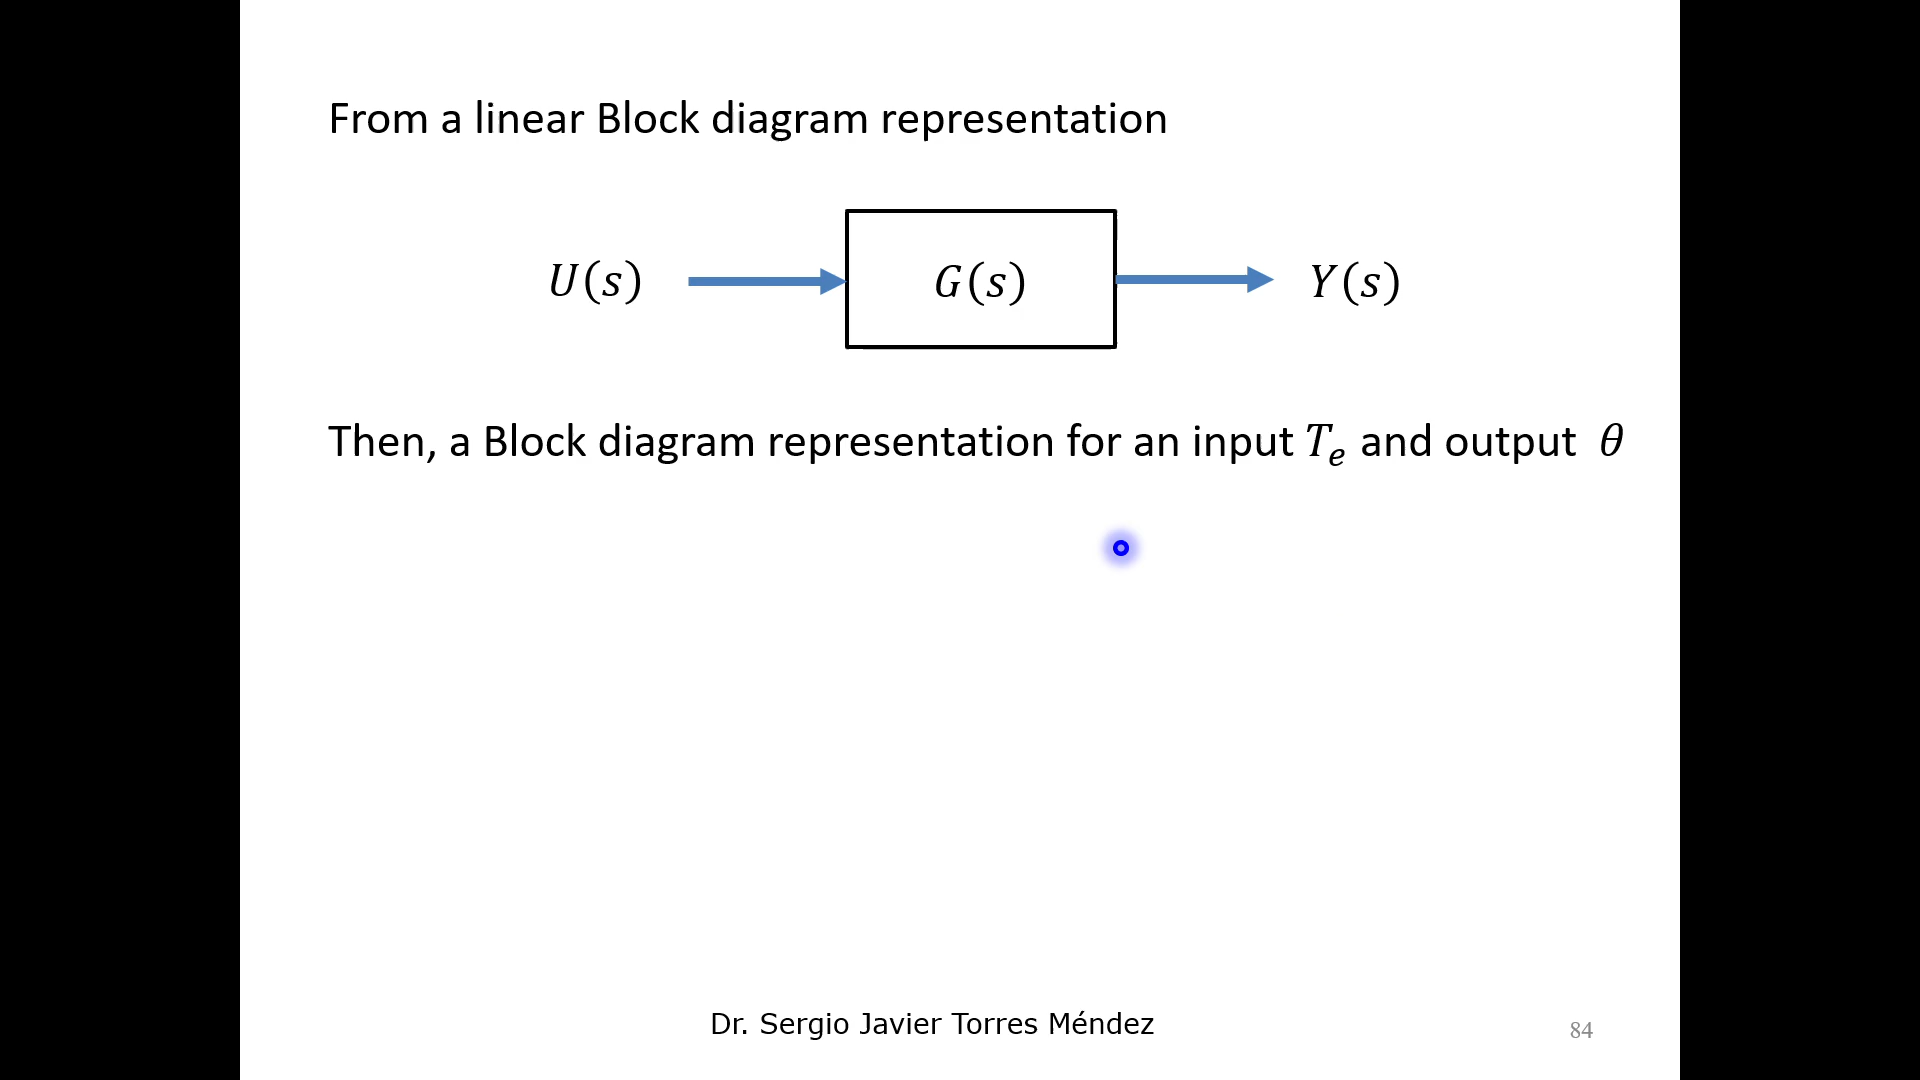 From a linear Block diagram representation
U(s) G(s) Y(s)
Then, a Block diagram representation for an input Tₑ and output θ
Dr. Sergio Javier Torres Méndez
84